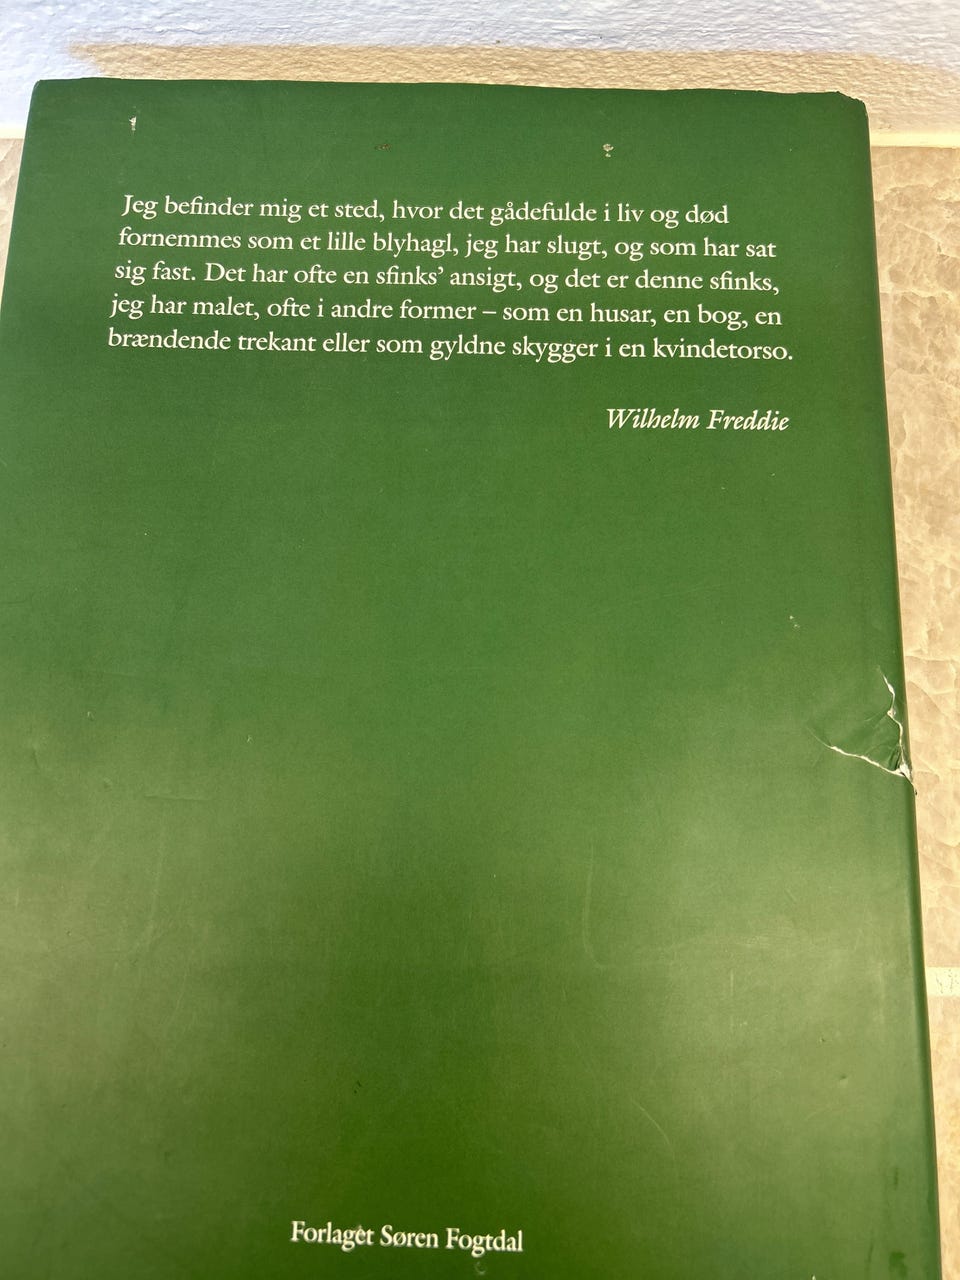 Jeg befinder mig et sted, hvor det gådefulde i liv og død
fornemmes som et lille blyhagl, jeg har slugt, og som har sat
sig fast. Det har ofte en sfinks’ ansigt, og det er denne sfinks,
jeg har malet, ofte i andre former – som en husar, en bog, en
brændende trekant eller som gyldne skygger i en kvindetorso.
Wilhelm Freddie
Forlaget Søren Fogtdal